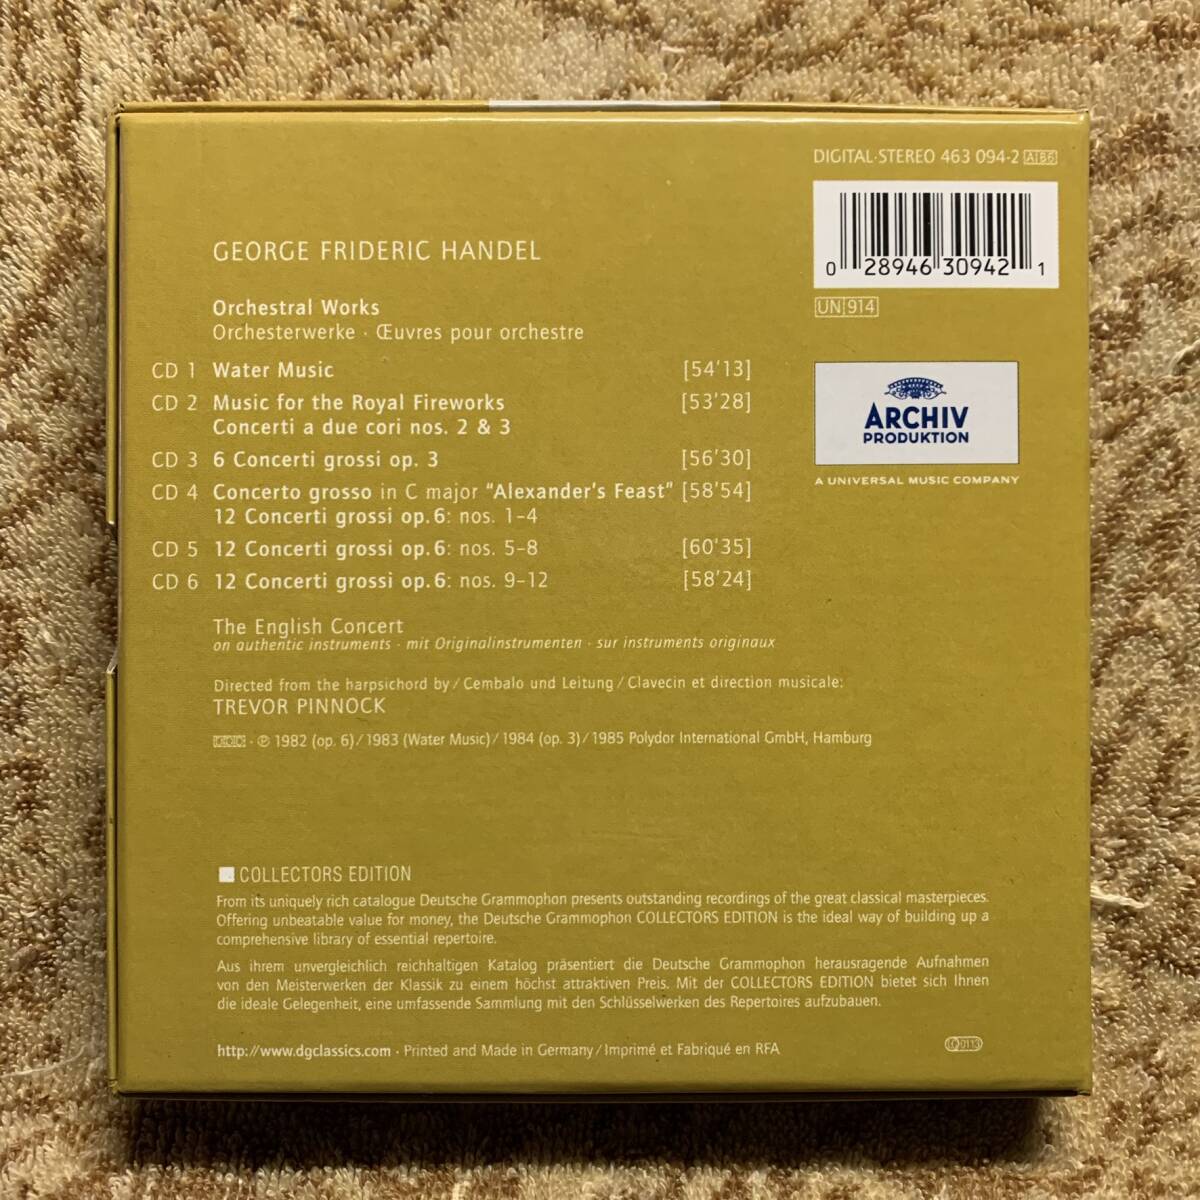 DIGITAL·STEREO 463 094-2 AB6
0 28946 30942 1
UN 914
ARCHIV
PRODUKTION
A UNIVERSAL MUSIC COMPANY
GEORGE FRIDERIC HANDEL
Orchestral Works
Orchesterwerke · Œuvres pour orchestre
CD 1 Water Music [54'13]
CD 2 Music for the Royal Fireworks [53'28]
Concerti a due cori nos. 2 & 3
CD 3 6 Concerti grossi op. 3 [56'30]
CD 4 Concerto grosso in C major “Alexander's Feast” [58'54]
12 Concerti grossi op. 6: nos. 1–4
CD 5 12 Concerti grossi op. 6: nos. 5–8 [60'35]
CD 6 12 Concerti grossi op. 6: nos. 9–12 [58'24]
The English Concert
on authentic instruments · mit Originalinstrumenten · sur instruments originaux
Directed from the harpsichord by / Cembalo und Leitung / Clavecin et direction musicale:
TREVOR PINNOCK
DDD · ℗ 1982 (op. 6) / 1983 (Water Music) / 1984 (op. 3) / 1985 Polydor International GmbH, Hamburg
COLLECTORS EDITION
From its uniquely rich catalogue Deutsche Grammophon presents outstanding recordings of the great classical masterpieces.
Offering unbeatable value for money, the Deutsche Grammophon COLLECTORS EDITION is the ideal way of building up a
comprehensive library of essential repertoire.
Aus ihrem unvergleichlich reichhaltigen Katalog präsentiert die Deutsche Grammophon herausragende Aufnahmen
von den Meisterwerken der Klassik zu einem höchst attraktiven Preis. Mit der COLLECTORS EDITION bietet sich Ihnen
die ideale Gelegenheit, eine umfassende Sammlung mit den Schlüsselwerken des Repertoires aufzubauen.
http://www.dgclassics.com · Printed and Made in Germany / Imprimé et Fabriqué en RFA
LC 0113